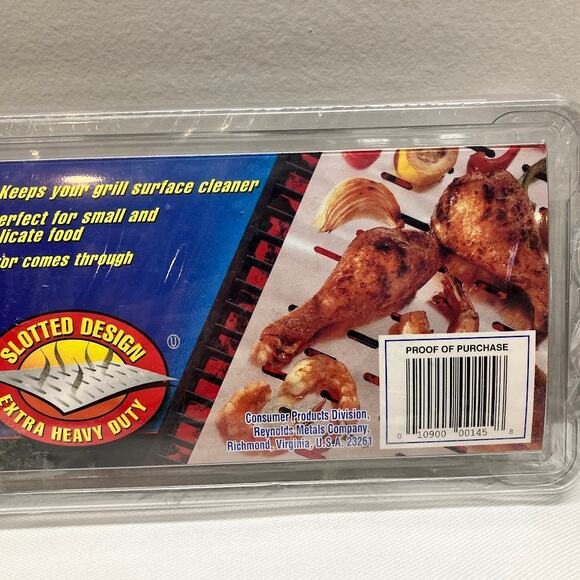 Keeps your grill surface cleaner
erfect for small and
licate food
or comes through
SLOTTED DESIGN
EXTRA HEAVY DUTY
U
PROOF OF PURCHASE
0 10900 00145 8
Consumer Products Division,
Reynolds Metals Company,
Richmond, Virginia, U.S.A. 23261